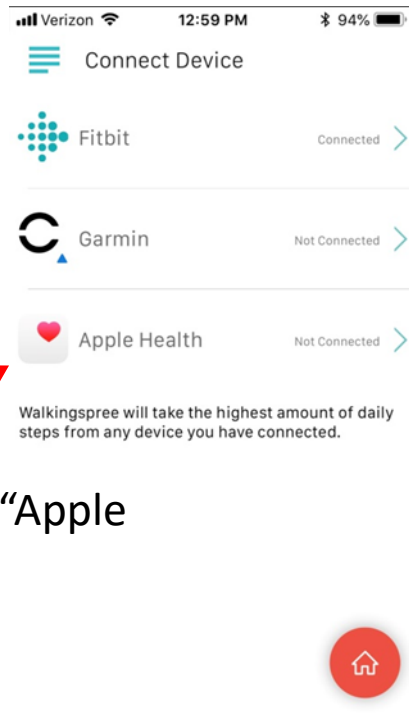 Verizon 12:59 PM 94%
Connect Device
Fitbit Connected
Garmin Not Connected
Apple Health Not Connected
Walkingspree will take the highest amount of daily
steps from any device you have connected.
“Apple